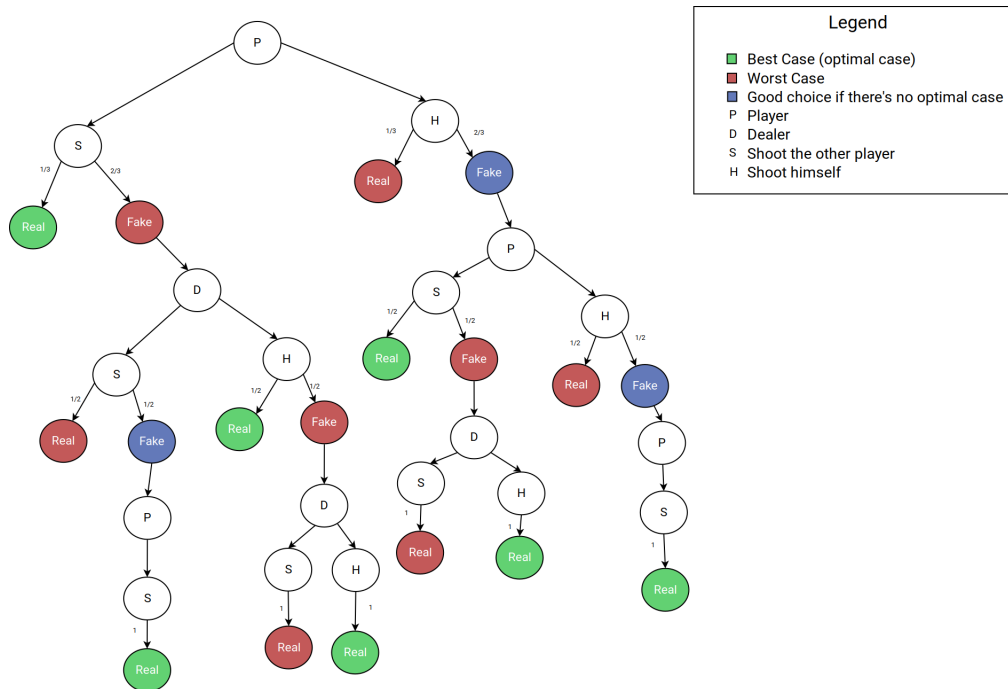 Legend
Best Case (optimal case)
Worst Case
Good choice if there's no optimal case
P Player
D Dealer
S Shoot the other player
H Shoot himself
P
S
H
1/3
2/3
1/3
2/3
Real
Fake
Real
Fake
D
P
S
H
S
H
1/2
1/2
1/2
1/2
1/2
1/2
1/2
1/2
Real
Fake
Real
Fake
Real
Fake
Real
Fake
P
D
D
P
S
S
H
S
H
S
1
1
1
1
1
1
Real
Real
Real
Real
Real
Real